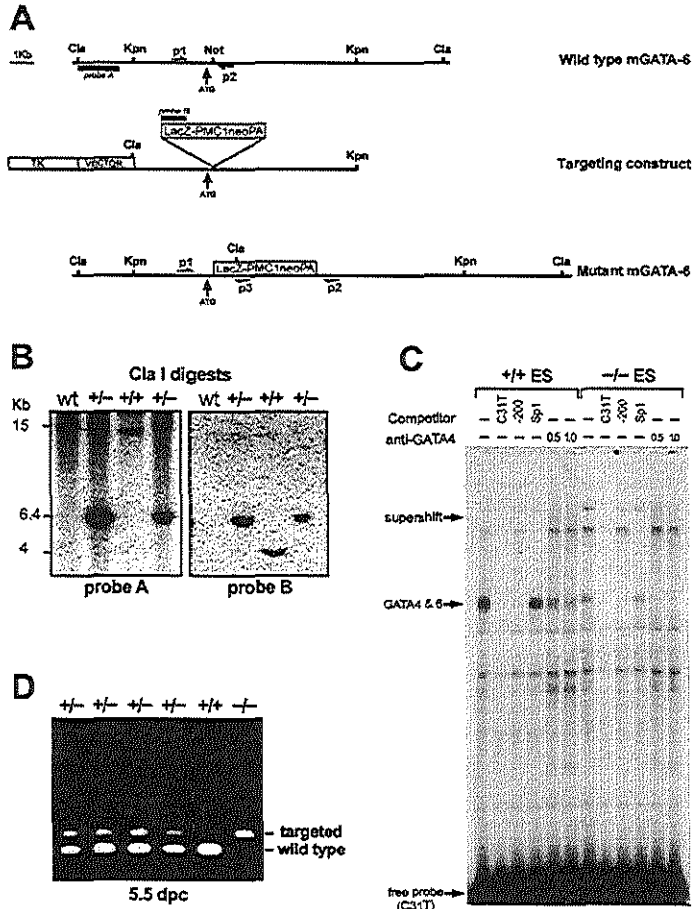 A
1Kb Cla Kpn p1 Not Kpn Cla
probe A p2 Wild type mGATA-6
ATG
LacZ-PMC1neoPA
Cla Kpn
TK VECTOR Targeting construct
ATG
Cla Kpn p1 Cla Kpn Cla
LacZ-PMC1neoPA
p3 p2 Mutant mGATA-6
ATG
B
Cla I digests
Kb wt +/− +/+ +/− wt +/− +/+ +/−
15
6.4
4
probe A probe B
C
+/+ ES −/− ES
Competitor – C31T -200 Sp1 – – – C31T -200 Sp1 – –
anti-GATA4 – – – – 0.5 1.0 – – – – 0.5 1.0
supershift
GATA4 & 6
free probe
(C31T)
D
+/− +/− +/− +/− +/+ −/−
targeted
wild type
5.5 dpc